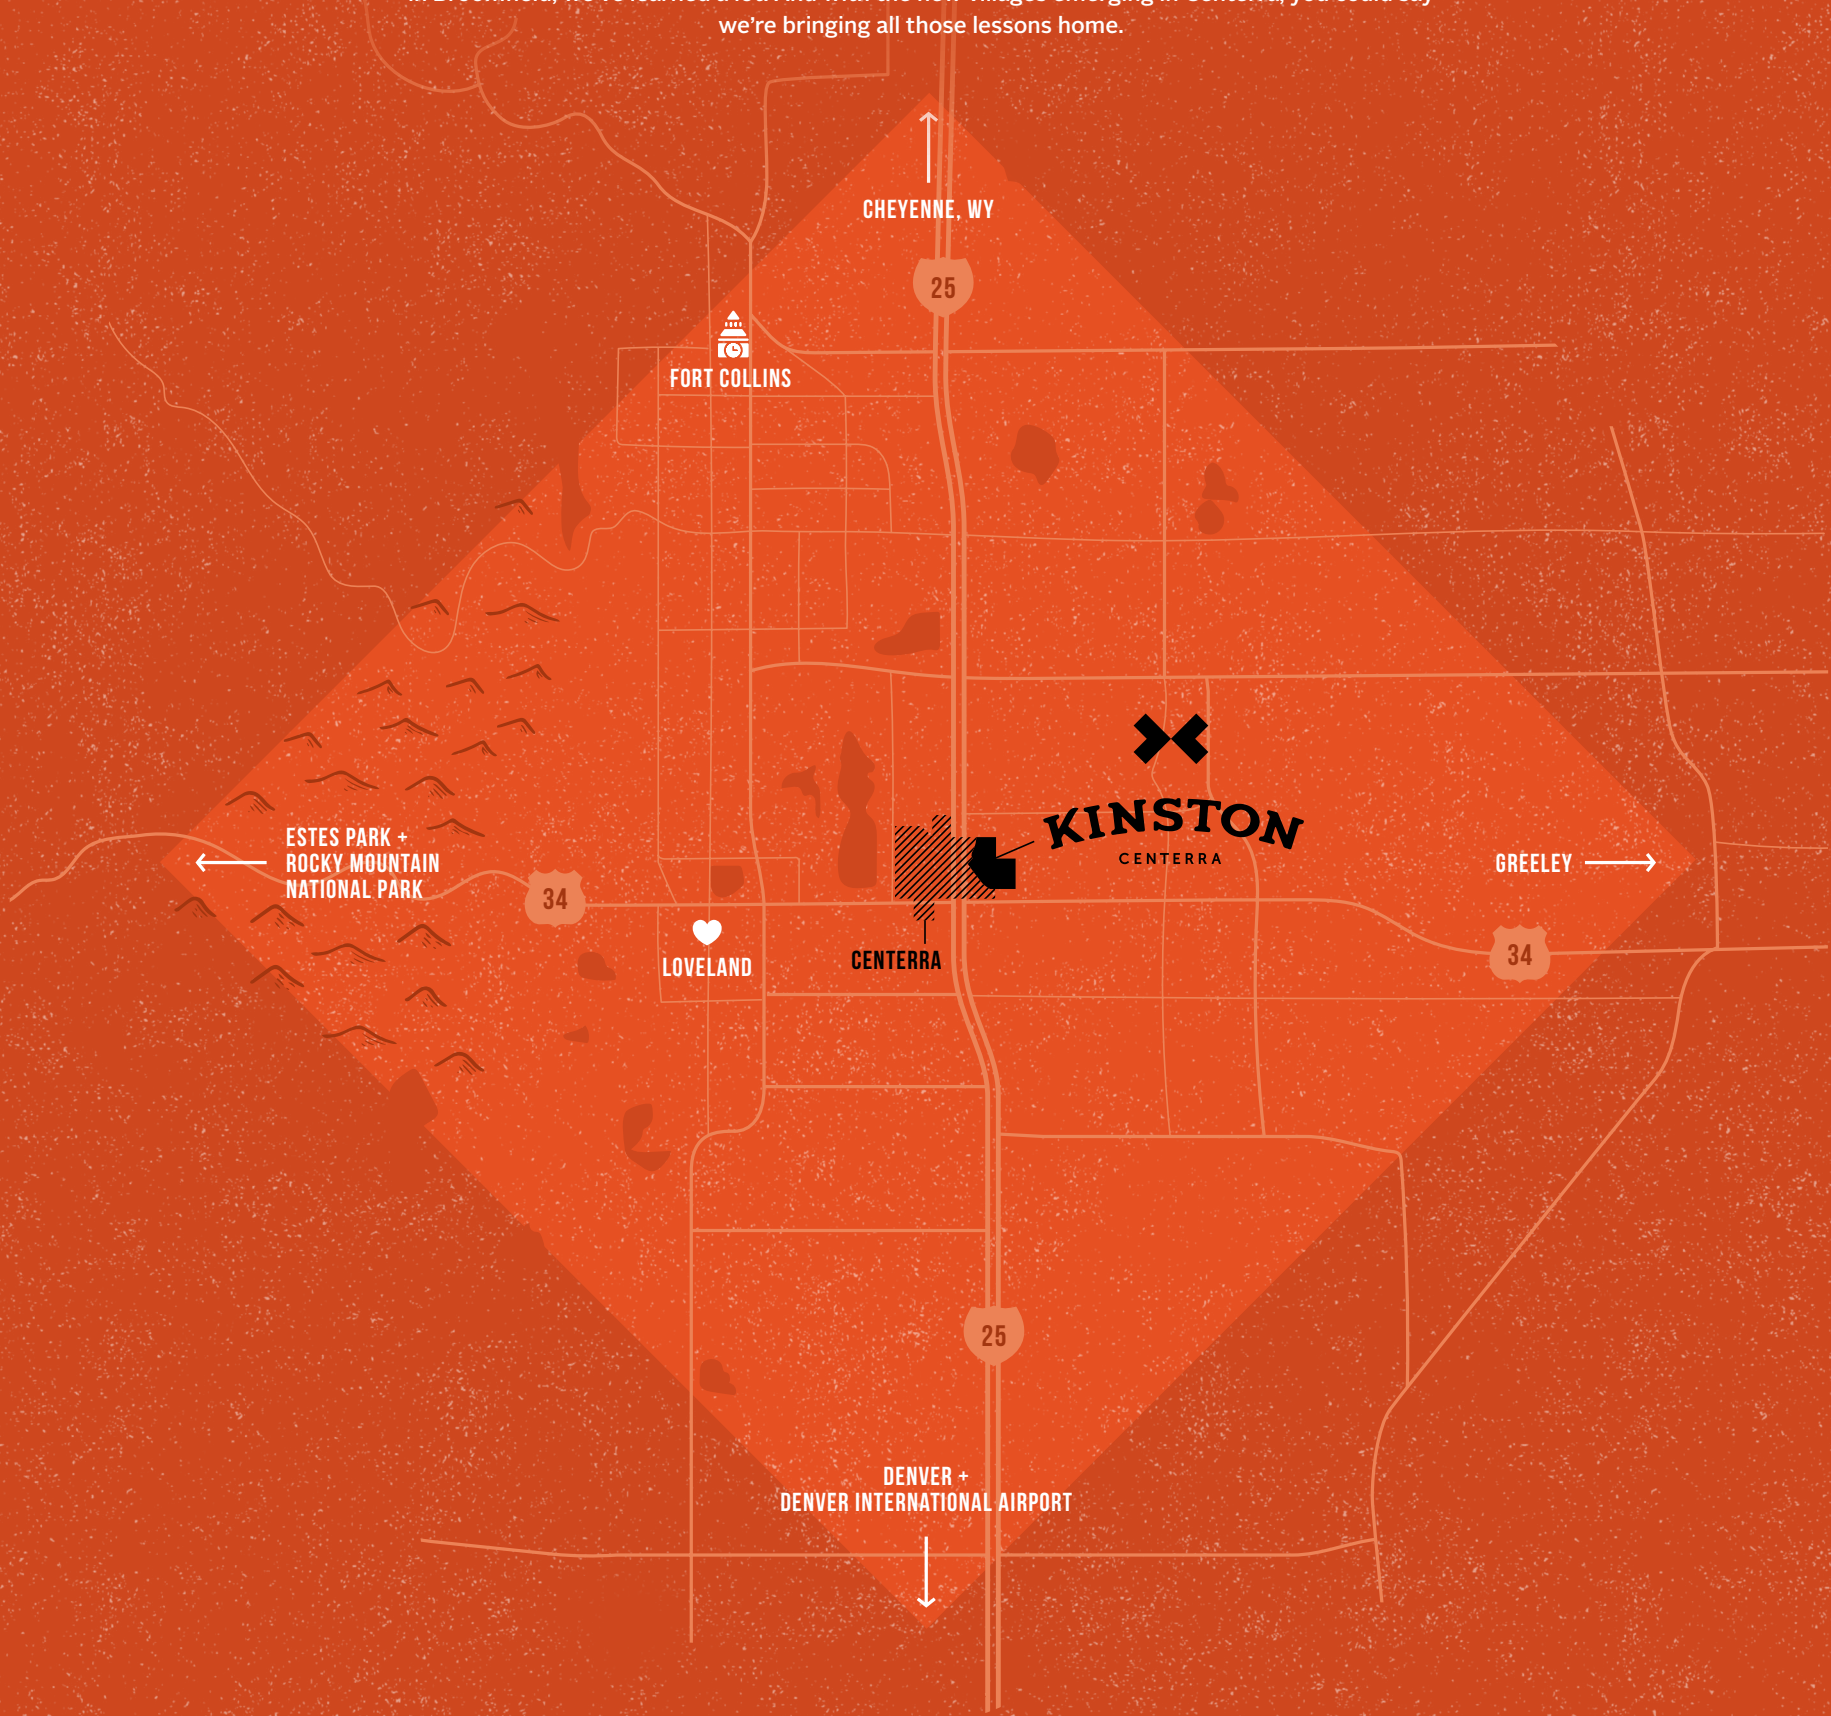 we're bringing all those lessons home.
CHEYENNE, WY
25
FORT COLLINS
KINSTON
CENTERRA
ESTES PARK +
ROCKY MOUNTAIN
NATIONAL PARK
GREELEY
34
LOVELAND
CENTERRA
34
25
DENVER +
DENVER INTERNATIONAL AIRPORT